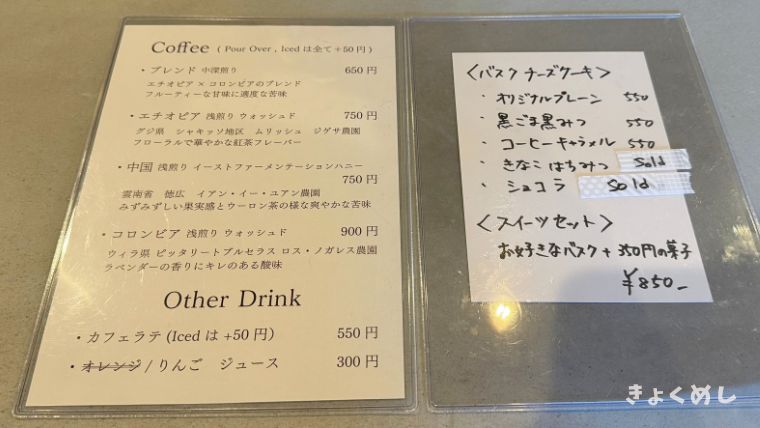 Coffee ( Pour Over , Iced は全て +50 円 )
・ブレンド 中深煎り 650 円
エチオピア × コロンビアのブレンド
フルーティーな甘味に適度な苦味
・エチオピア 浅煎り ウォッシュド 750 円
グジ県 シャキッソ地区 ムリッシュ ジゲサ農園
フローラルで華やかな紅茶フレーバー
・中国 浅煎り イーストファーメンテーションハニー
750 円
雲南省 徳広 イアン・イー・ユアン農園
みずみずしい果実感とウーロン茶の様な爽やかな苦味
・コロンビア 浅煎り ウォッシュド 900 円
ウィラ県 ピッタリートブルセラス ロス・ノガレス農園
ラベンダーの香りにキレのある酸味
Other Drink
・カフェラテ (Iced は +50 円) 550 円
・オレンジ / りんご ジュース 300 円
〈バスクチーズケーキ〉
・オリジナルプレーン 550
・黒ごま黒みつ 550
・コーヒーキャラメル 550
・きなこはちみつ Sold
・ショコラ Sold
〈スイーツセット〉
お好きなバスク + 350円の菓子
¥850-
きょくめし